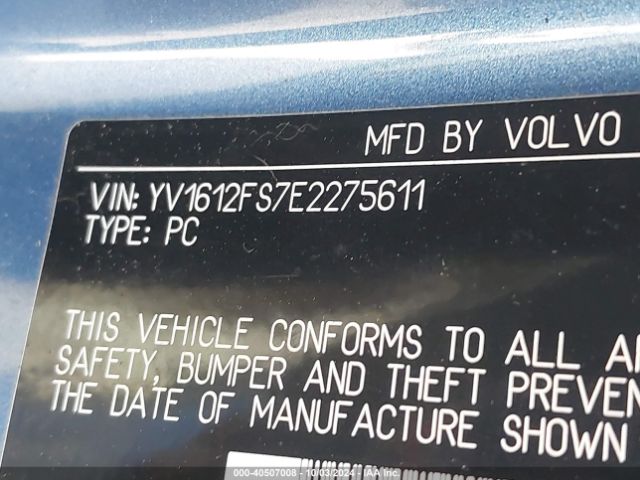 MFD BY VOLVO
VIN: YV1612FS7E2275611
TYPE: PC
THIS VEHICLE CONFORMS TO ALL
SAFETY, BUMPER AND THEFT PREVEN
THE DATE OF MANUFACTURE SHOWN
000-40507008 - 10/03/2024 - IAA Inc.